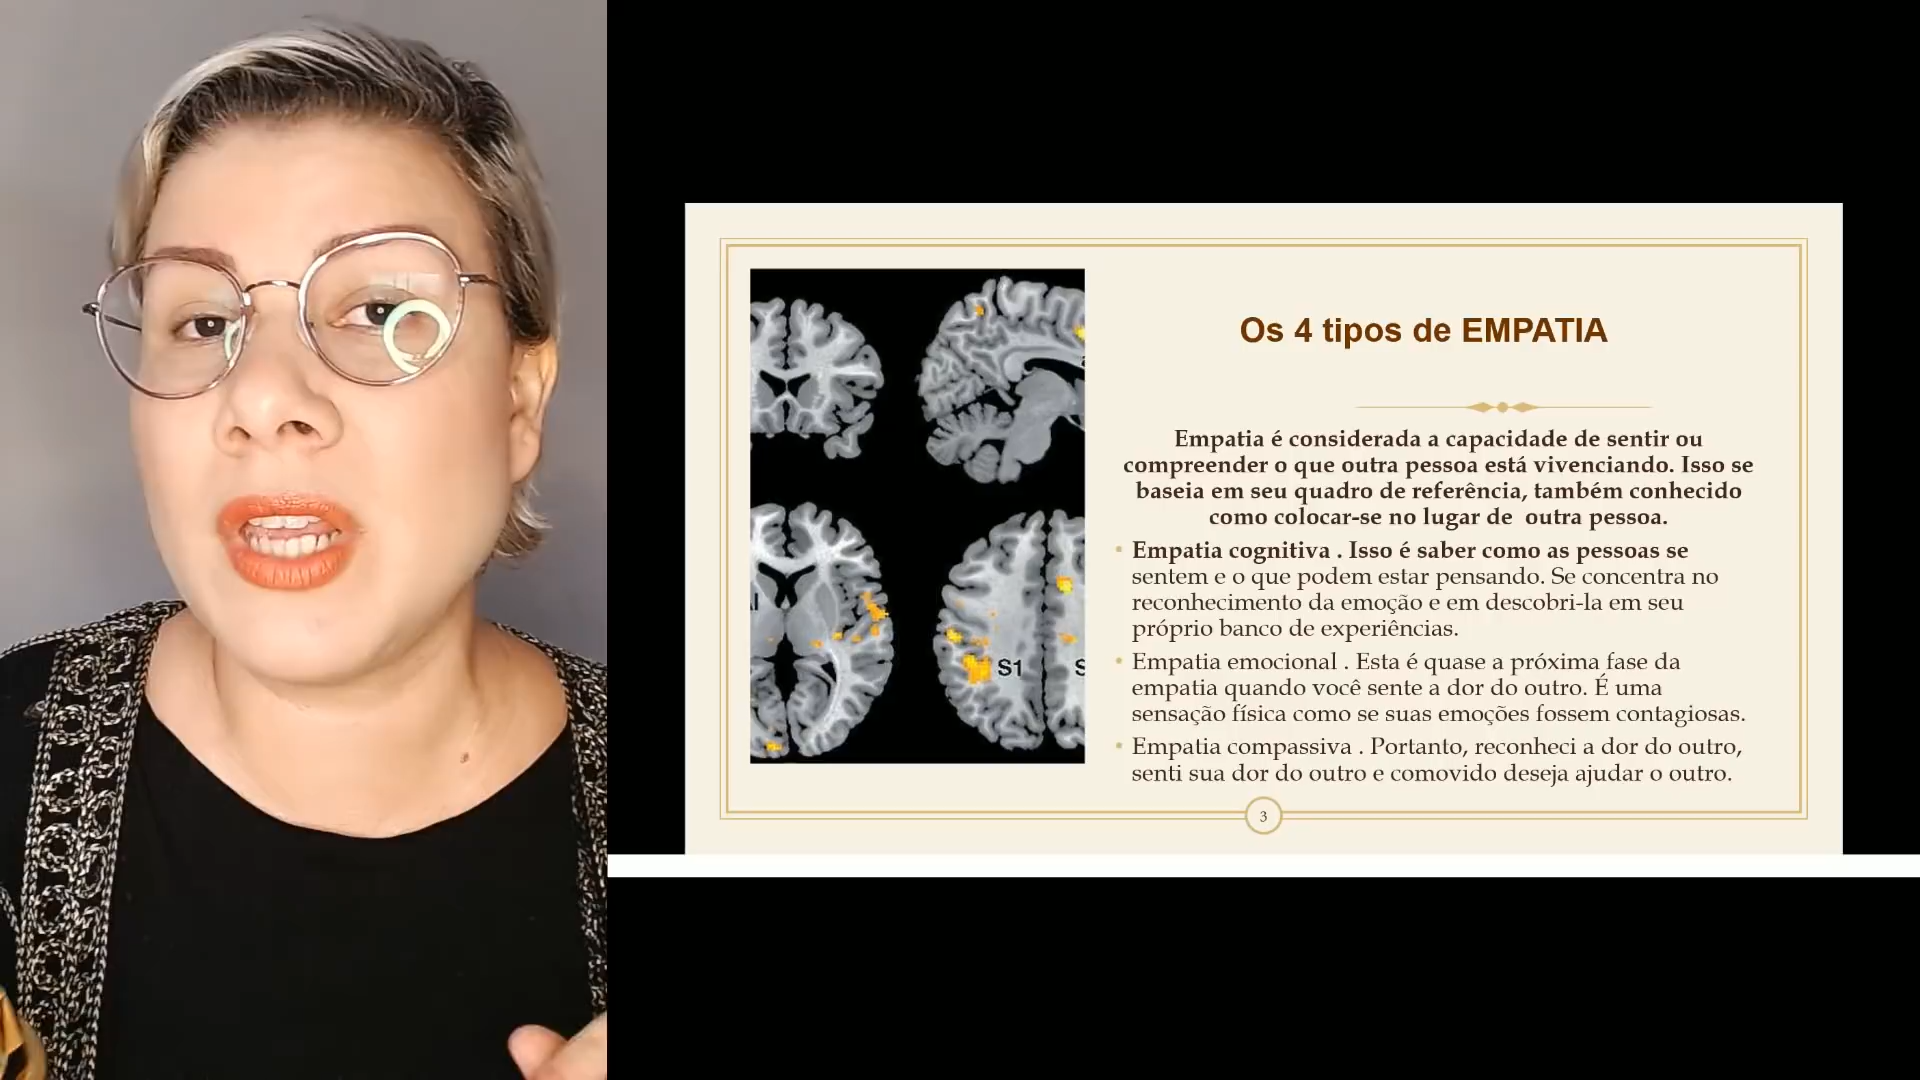 Os 4 tipos de EMPATIA
Empatia é considerada a capacidade de sentir ou
compreender o que outra pessoa está vivenciando. Isso se
baseia em seu quadro de referência, também conhecido
como colocar-se no lugar de outra pessoa.
Empatia cognitiva . Isso é saber como as pessoas se
sentem e o que podem estar pensando. Se concentra no
reconhecimento da emoção e em descobri-la em seu
próprio banco de experiências.
Empatia emocional . Esta é quase a próxima fase da
empatia quando você sente a dor do outro. É uma
sensação física como se suas emoções fossem contagiosas.
Empatia compassiva . Portanto, reconheci a dor do outro,
senti sua dor do outro e comovido deseja ajudar o outro.
S1
3